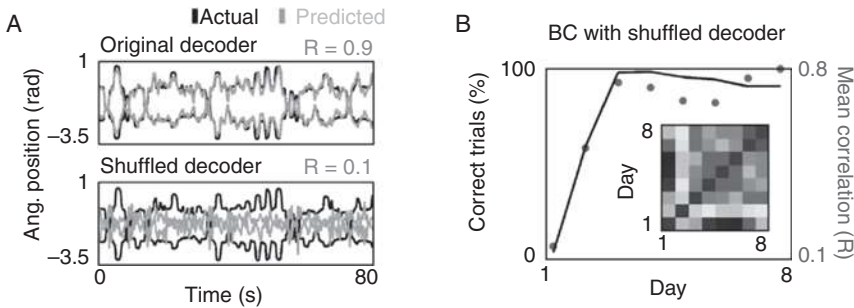 A
Actual Predicted
Original decoder R = 0.9
1
−3.5
Shuffled decoder R = 0.1
1
−3.5
Ang. position (rad)
0 80
Time (s)
B
BC with shuffled decoder
100
0
Correct trials (%)
0.8
0.1
Mean correlation (R)
8
1
Day
1 8
1 8
Day